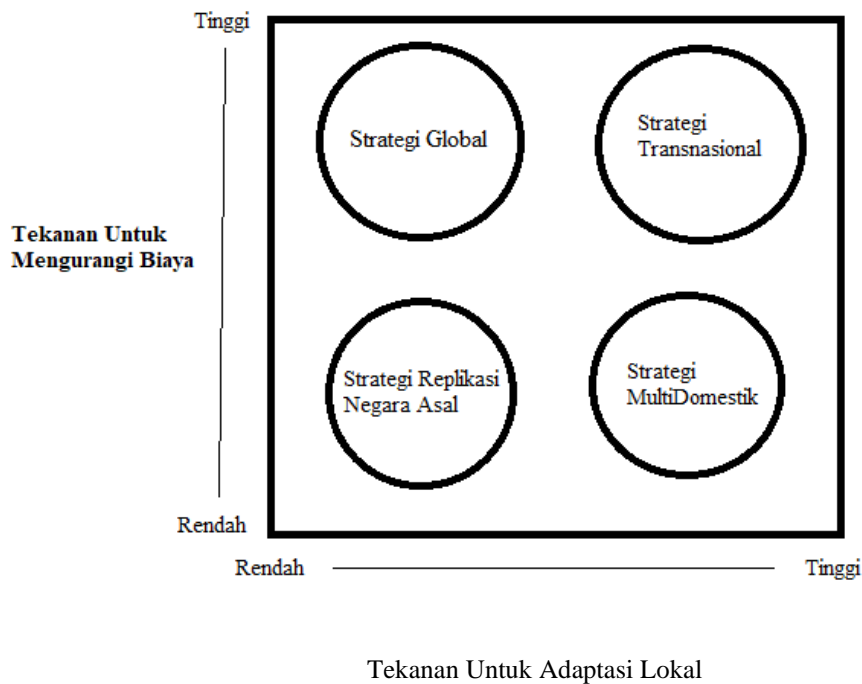 Tinggi
Strategi Global
Strategi
Transnasional
Tekanan Untuk
Mengurangi Biaya
Strategi Replikasi
Negara Asal
Strategi
MultiDomestik
Rendah
Rendah
Tinggi
Tekanan Untuk Adaptasi Lokal